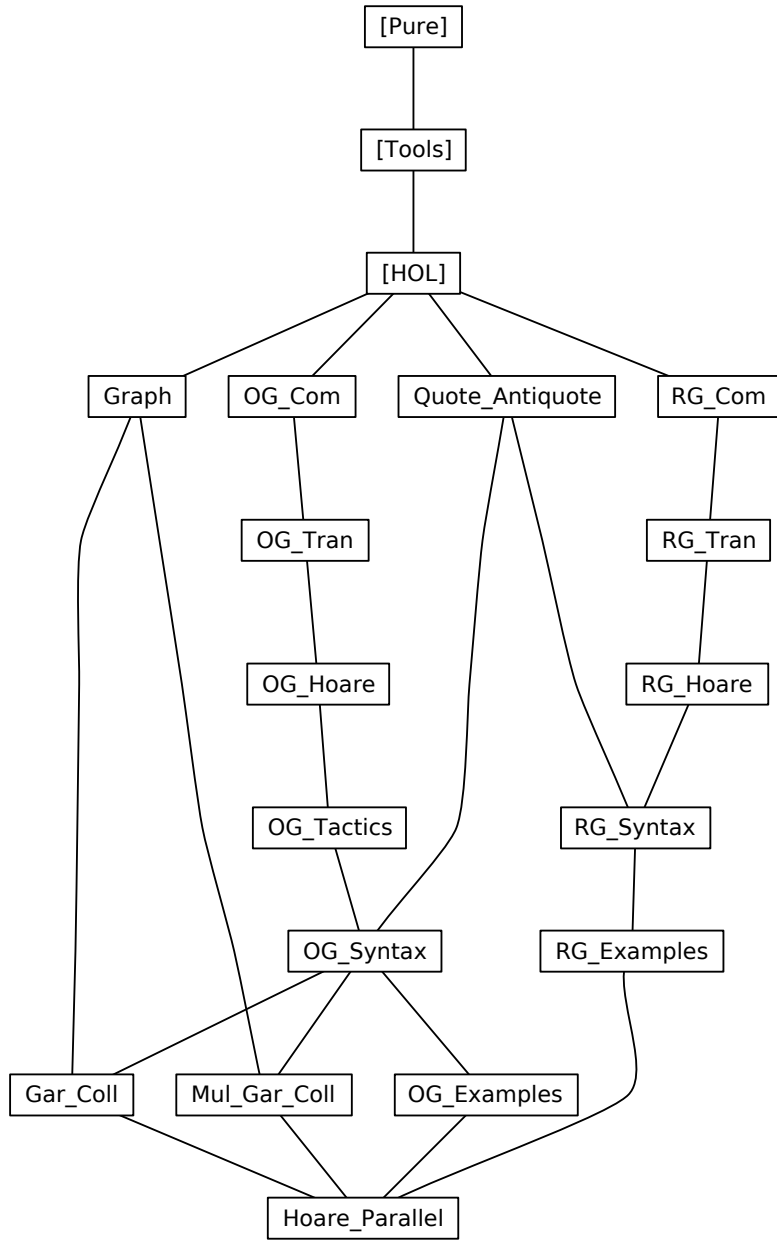 [Pure]
[Tools]
[HOL]
Graph
OG_Com
Quote_Antiquote
RG_Com
OG_Tran
RG_Tran
OG_Hoare
RG_Hoare
OG_Tactics
RG_Syntax
OG_Syntax
RG_Examples
Gar_Coll
Mul_Gar_Coll
OG_Examples
Hoare_Parallel